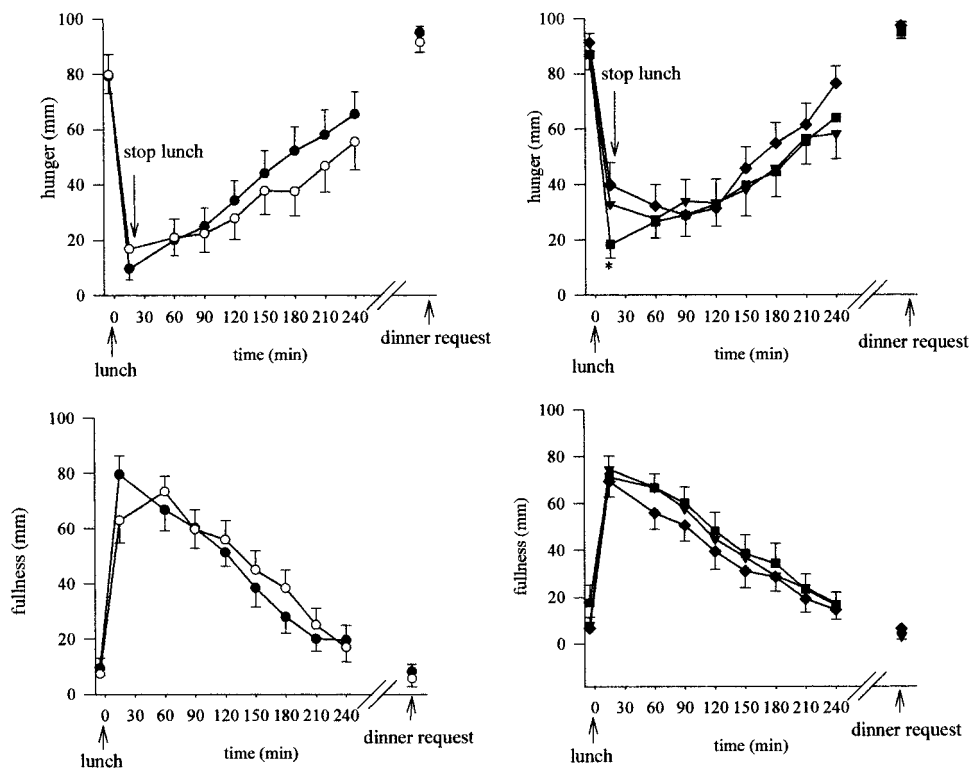 100
80
60
40
20
0
hunger (mm)
stop lunch
0 30 60 90 120 150 180 210 240
time (min)
lunch
dinner request
100
80
60
40
20
0
hunger (mm)
stop lunch
*
0 30 60 90 120 150 180 210 240
time (min)
lunch
dinner request
100
80
60
40
20
0
fullness (mm)
0 30 60 90 120 150 180 210 240
time (min)
lunch
dinner request
100
80
60
40
20
0
fullness (mm)
0 30 60 90 120 150 180 210 240
time (min)
lunch
dinner request